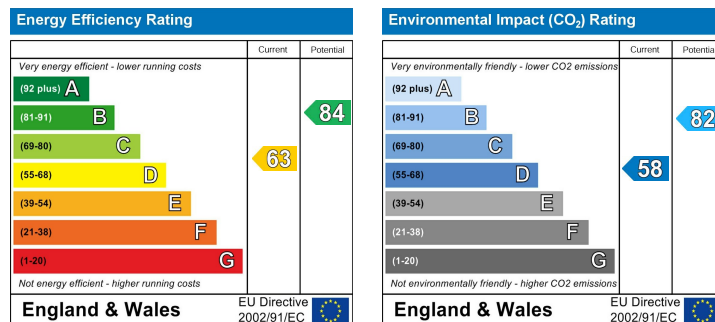 Energy Efficiency Rating
Current Potential
Very energy efficient - lower running costs
(92 plus) A
(81-91) B
(69-80) C
(55-68) D
(39-54) E
(21-38) F
(1-20) G
63
84
Not energy efficient - higher running costs
England & Wales
EU Directive
2002/91/EC
Environmental Impact (CO₂) Rating
Current Potential
Very environmentally friendly - lower CO2 emissions
(92 plus) A
(81-91) B
(69-80) C
(55-68) D
(39-54) E
(21-38) F
(1-20) G
58
82
Not environmentally friendly - higher CO2 emissions
England & Wales
EU Directive
2002/91/EC